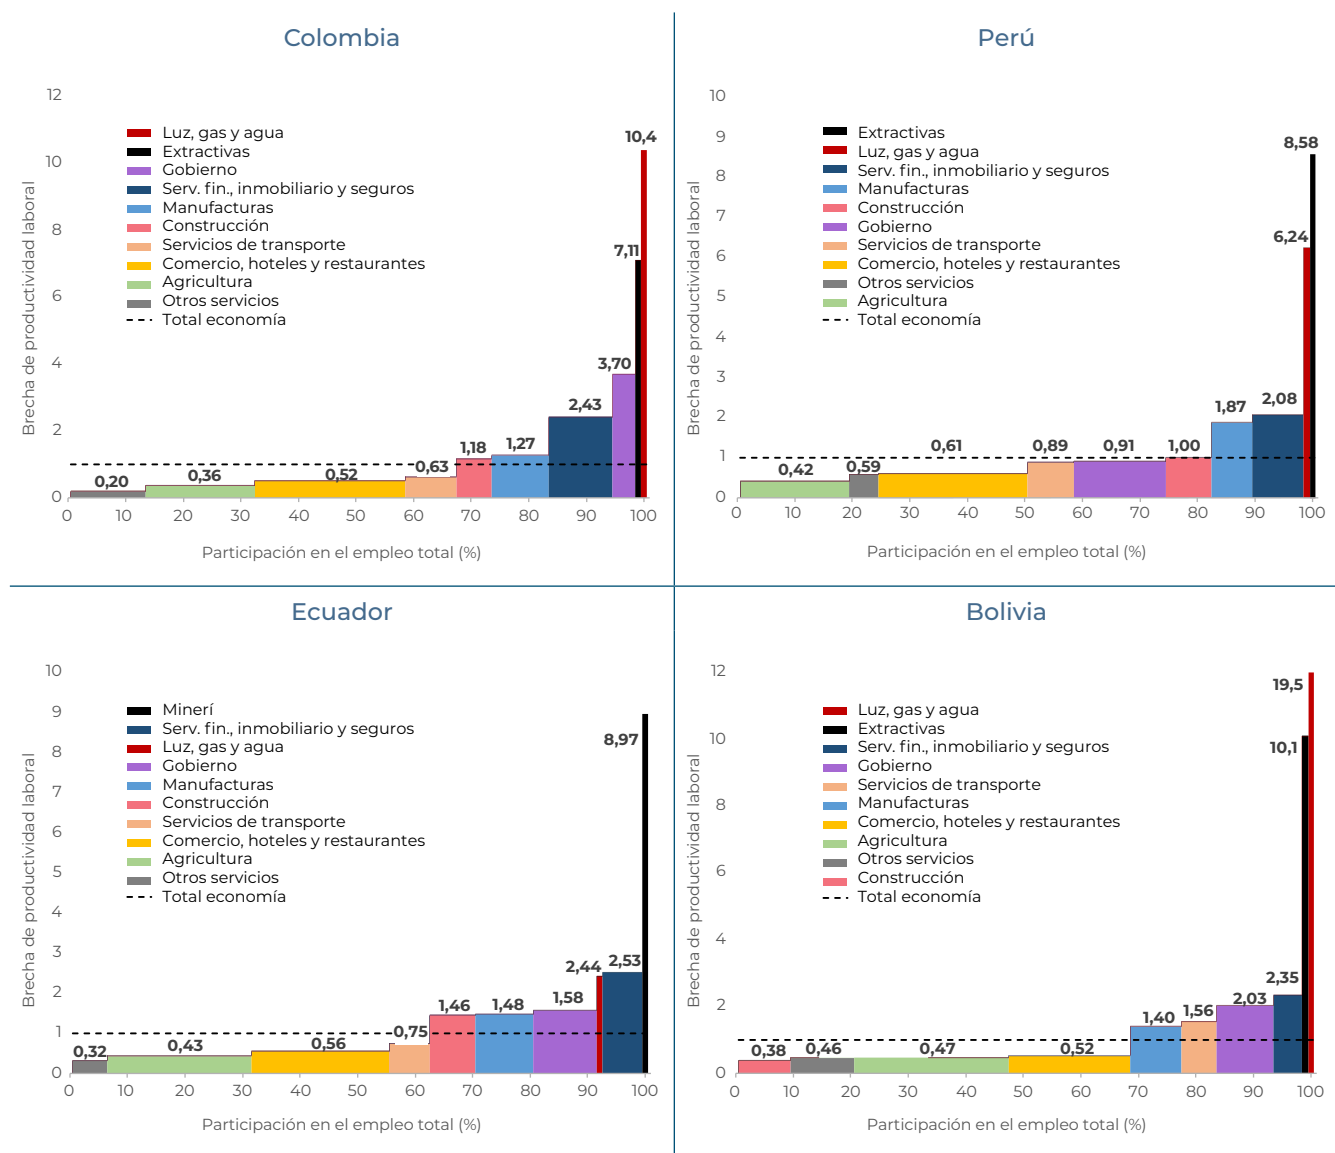 Colombia
12
10
8
6
4
2
0
Brecha de productividad laboral
Luz, gas y agua
Extractivas
Gobierno
Serv. fin., inmobiliario y seguros
Manufacturas
Construcción
Servicios de transporte
Comercio, hoteles y restaurantes
Agricultura
Otros servicios
Total economía
0,20
0,36
0,52
0,63
1,18
1,27
2,43
3,70
7,11
10,4
0 10 20 30 40 50 60 70 80 90 100
Participación en el empleo total (%)
Perú
10
9
8
7
6
5
4
3
2
1
0
Brecha de productividad laboral
Extractivas
Luz, gas y agua
Serv. fin., inmobiliario y seguros
Manufacturas
Construcción
Gobierno
Servicios de transporte
Comercio, hoteles y restaurantes
Otros servicios
Agricultura
Total economía
0,42
0,59
0,61
0,89
0,91
1,00
1,87
2,08
6,24
8,58
0 10 20 30 40 50 60 70 80 90 100
Participación en el empleo total (%)
Ecuador
10
9
8
7
6
5
4
3
2
1
0
Brecha de productividad laboral
Minerí
Serv. fin., inmobiliario y seguros
Luz, gas y agua
Gobierno
Manufacturas
Construcción
Servicios de transporte
Comercio, hoteles y restaurantes
Agricultura
Otros servicios
Total economía
0,32
0,43
0,56
0,75
1,46
1,48
1,58
2,44
2,53
8,97
0 10 20 30 40 50 60 70 80 90 100
Participación en el empleo total (%)
Bolivia
12
10
8
6
4
2
0
Brecha de productividad laboral
Luz, gas y agua
Extractivas
Serv. fin., inmobiliario y seguros
Gobierno
Servicios de transporte
Manufacturas
Comercio, hoteles y restaurantes
Agricultura
Otros servicios
Construcción
Total economía
0,38
0,46
0,47
0,52
1,40
1,56
2,03
2,35
10,1
19,5
0 10 20 30 40 50 60 70 80 90 100
Participación en el empleo total (%)